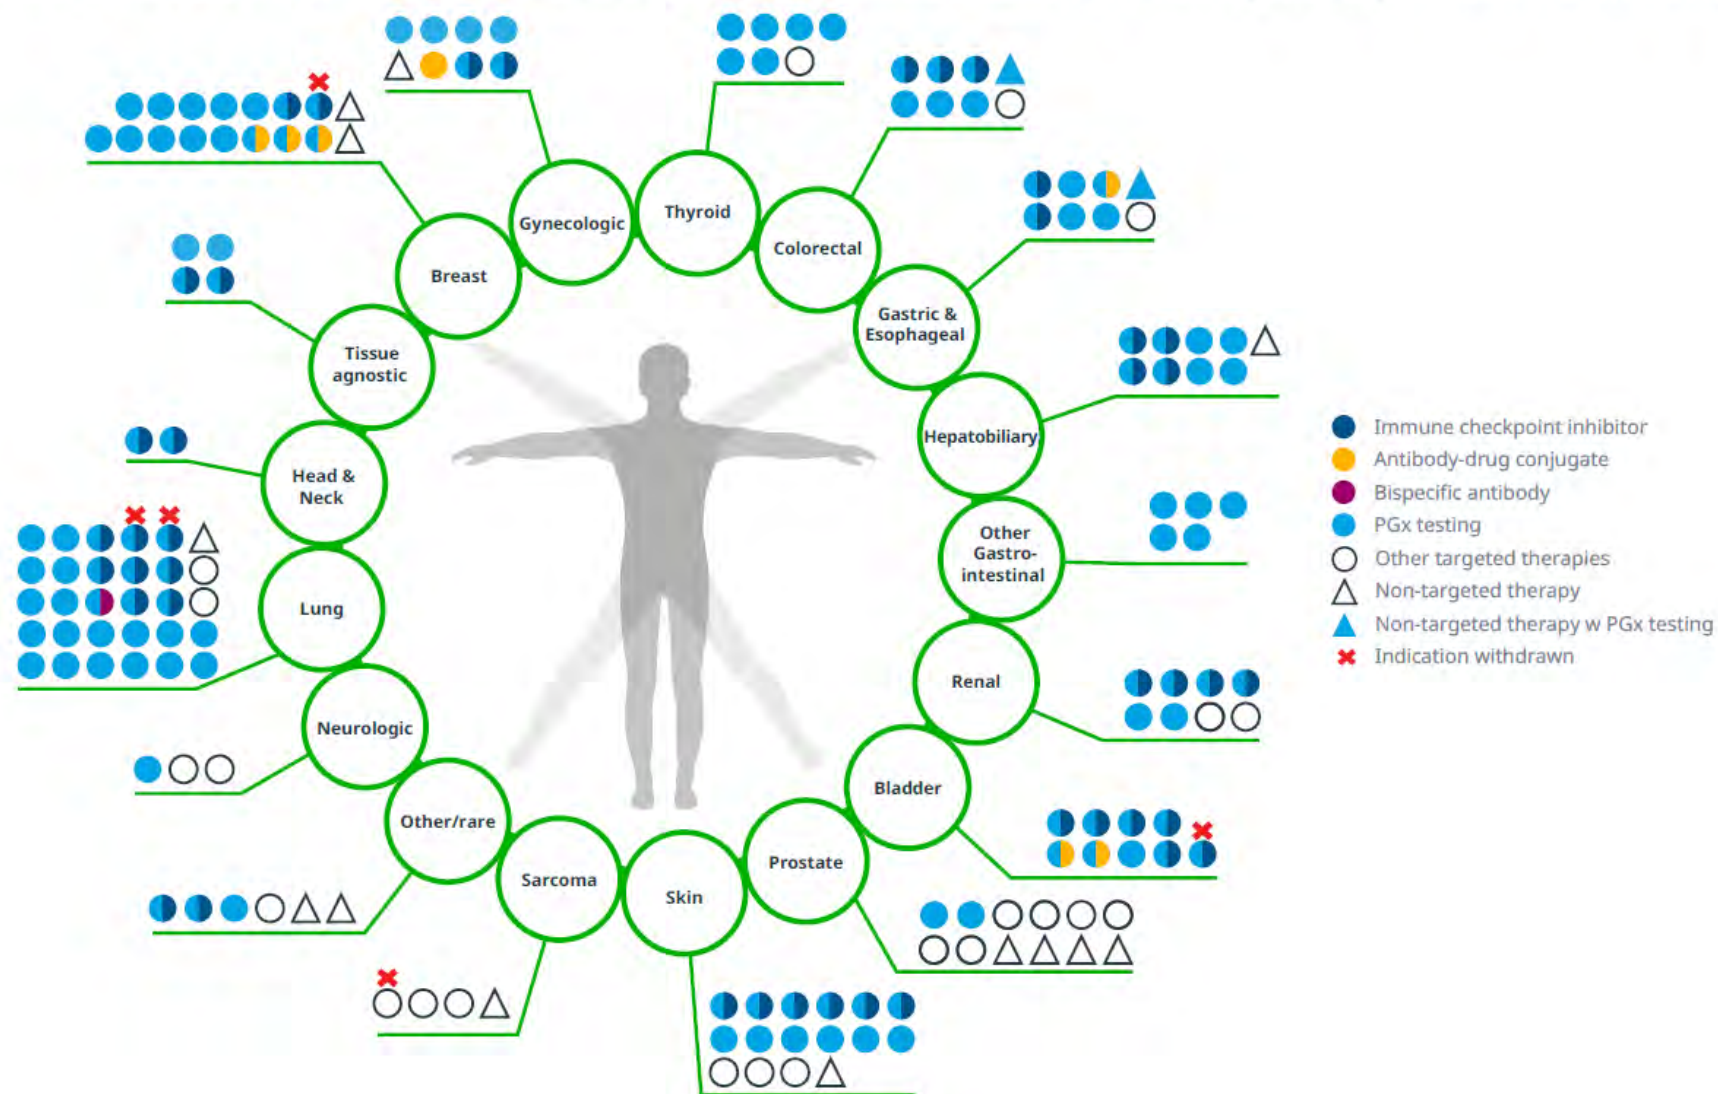 Gynecologic
Thyroid
Colorectal
Breast
Gastric &
Esophageal
Tissue
agnostic
Hepatobiliary
Head &
Neck
Other
Gastro-
intestinal
Lung
Renal
Neurologic
Bladder
Other/rare
Prostate
Sarcoma
Skin
Immune checkpoint inhibitor
Antibody-drug conjugate
Bispecific antibody
PGx testing
Other targeted therapies
Non-targeted therapy
Non-targeted therapy w PGx testing
Indication withdrawn